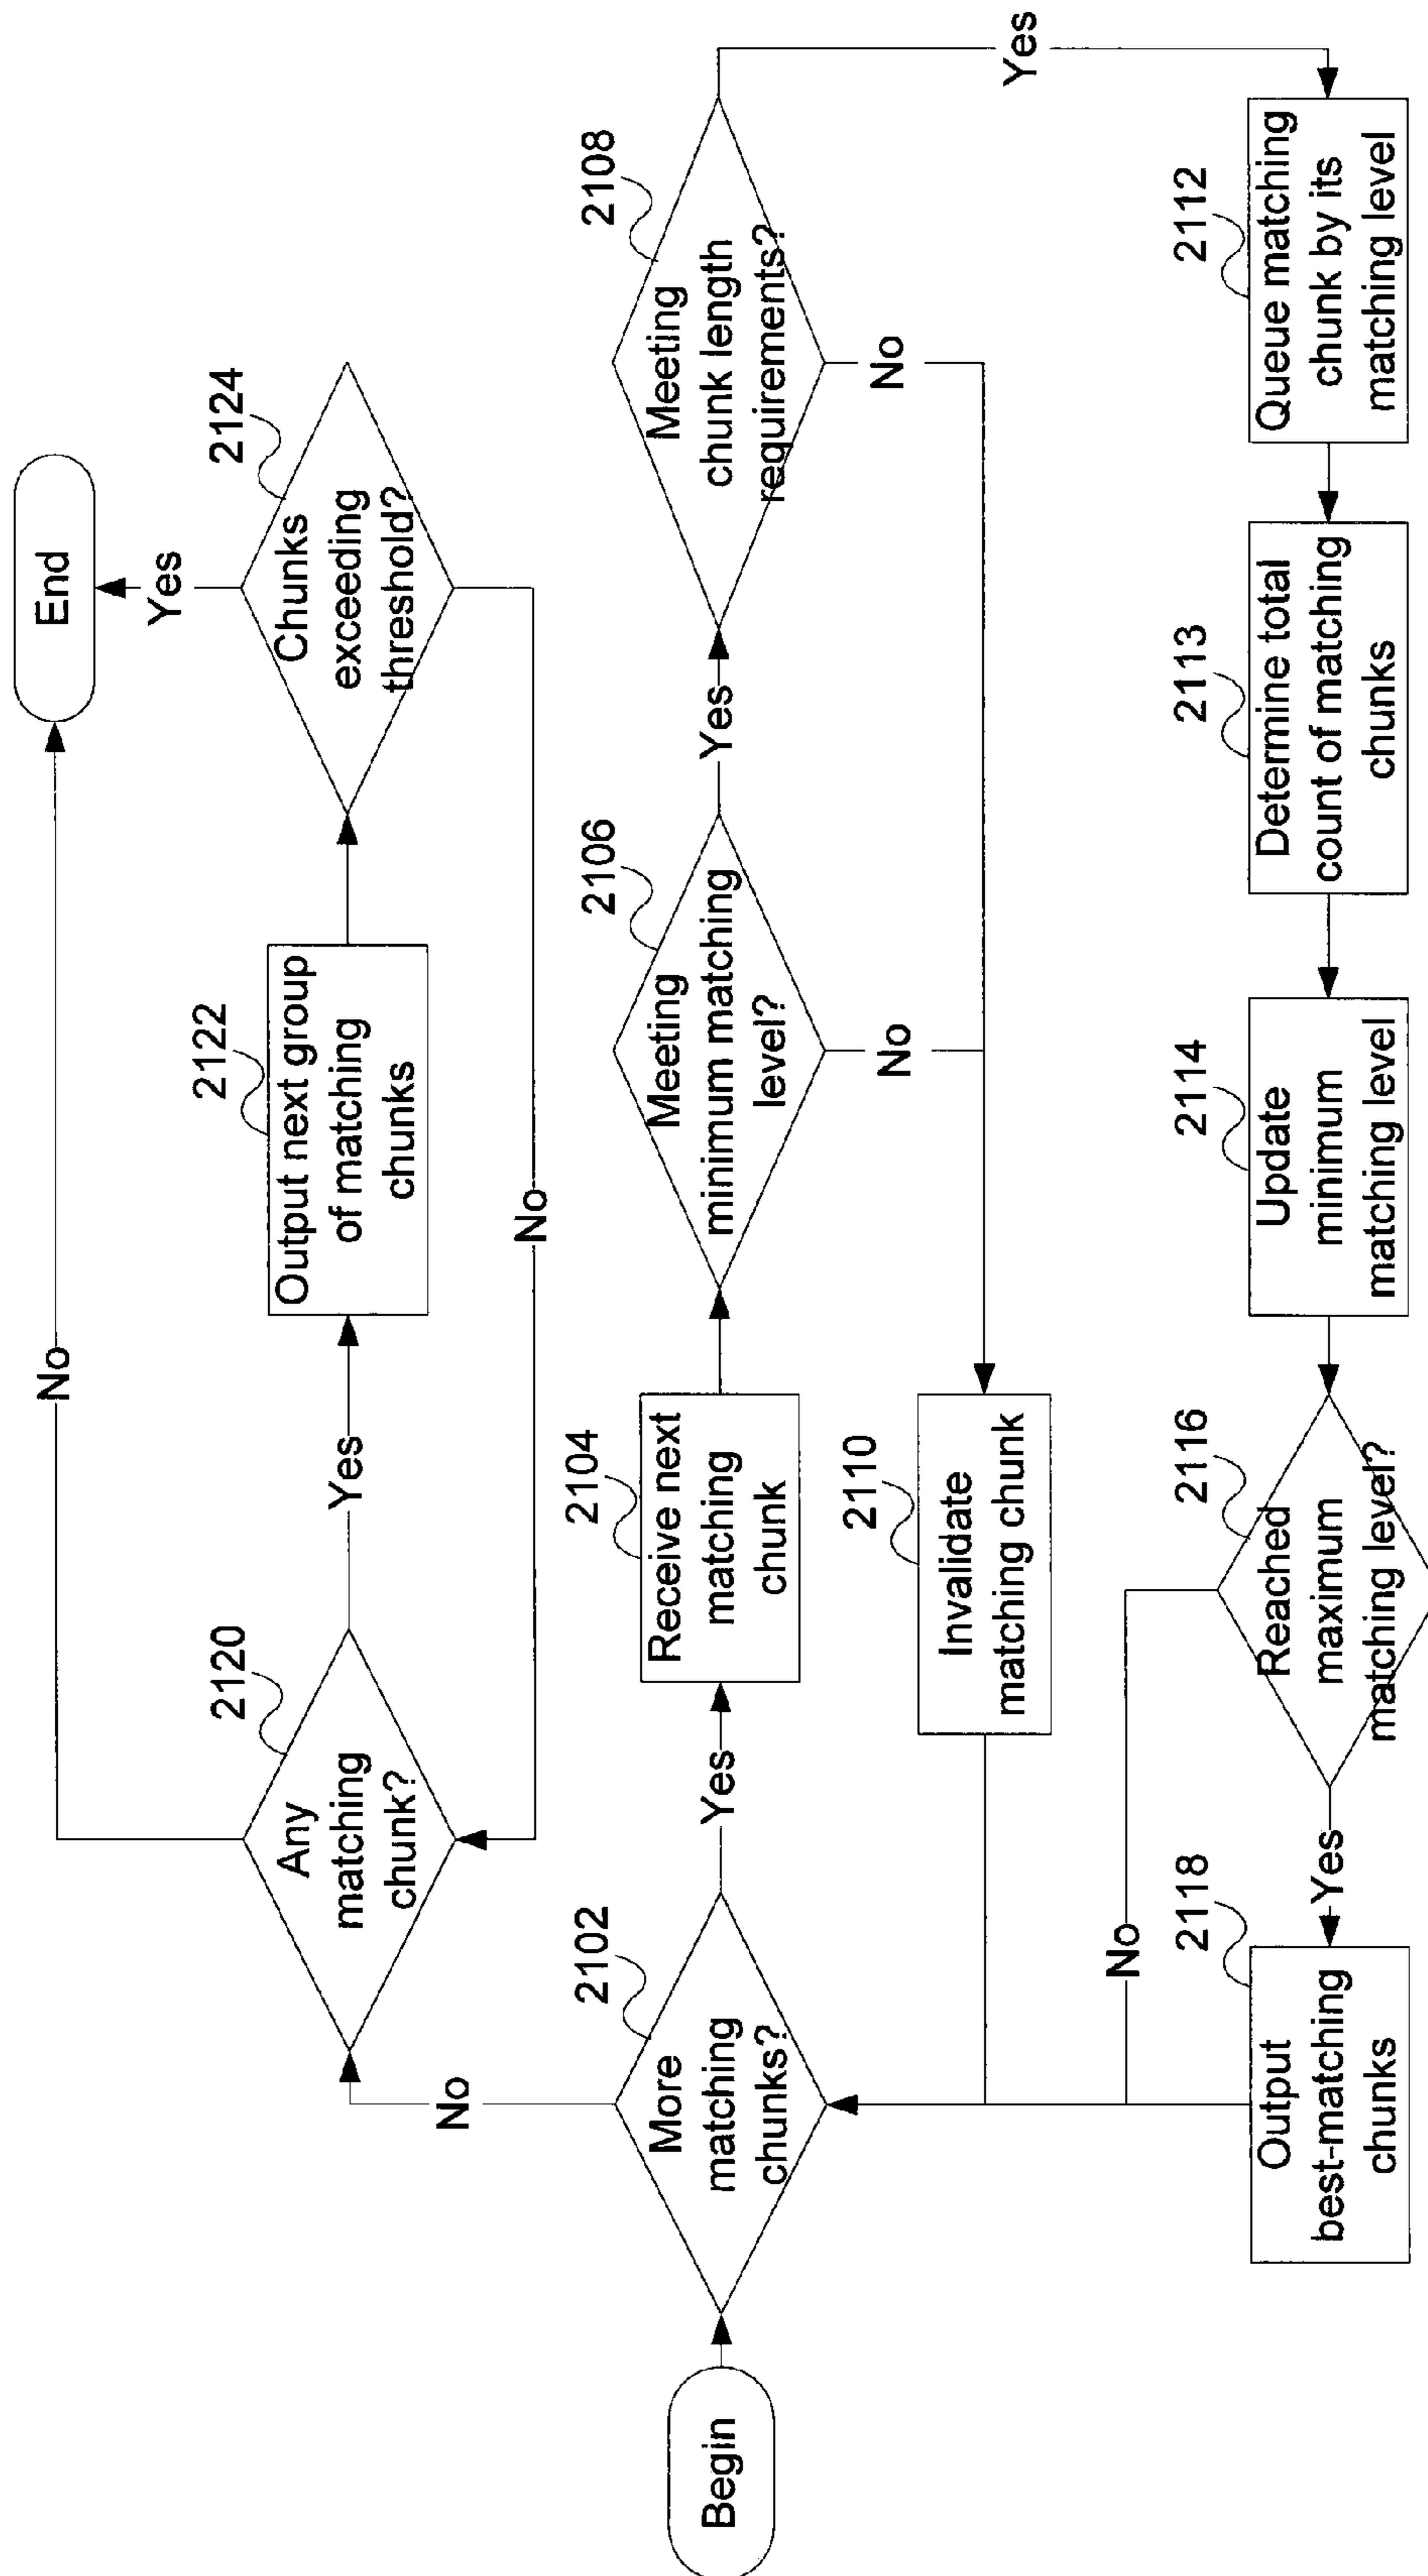 End
No
Yes
2120
Any
matching
chunk?
Yes
2122
Output next group
of matching
chunks
2124
Chunks
exceeding
threshold?
No
No
Begin
2102
More
matching
chunks?
Yes
2104
Receive next
matching
chunk
2106
Meeting
minimum matching
level?
Yes
2108
Meeting
chunk length
requirements?
No
No
Yes
2110
Invalidate
matching chunk
No
2118
Output
best-matching
chunks
Yes
2116
Reached
maximum
matching level?
2114
Update
minimum
matching level
2113
Determine total
count of matching
chunks
2112
Queue matching
chunk by its
matching level